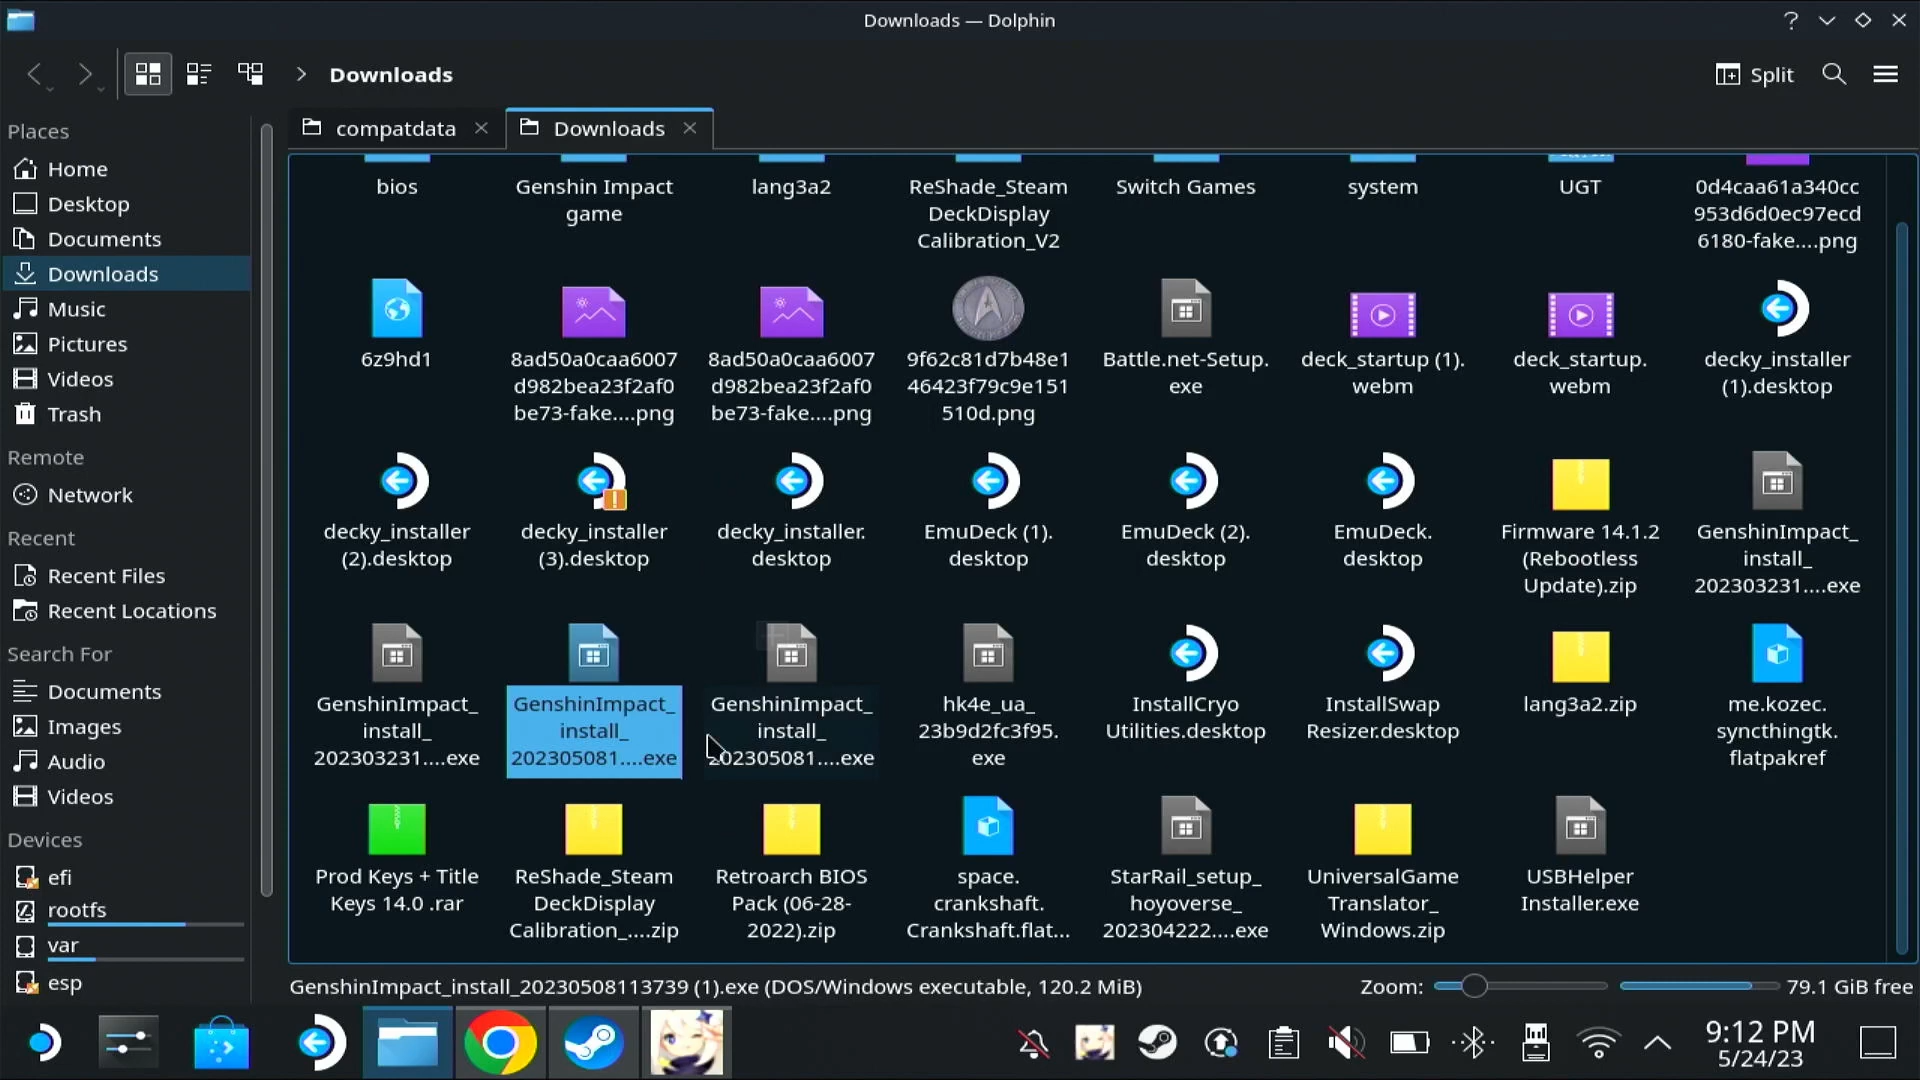 Downloads — Dolphin
Downloads
Split
Places
Home
Desktop
Documents
Downloads
Music
Pictures
Videos
Trash
Remote
Network
Recent
Recent Files
Recent Locations
Search For
Documents
Images
Audio
Videos
Devices
efi
rootfs
var
esp
compatdata
Downloads
bios
Genshin Impact
game
lang3a2
ReShade_Steam
DeckDisplay
Calibration_V2
Switch Games
system
UGT
0d4caa61a340cc
953d6d0ec97ecd
6180-fake....png
6z9hd1
8ad50a0caa6007
d982bea23f2af0
be73-fake....png
8ad50a0caa6007
d982bea23f2af0
be73-fake....png
9f62c81d7b48e1
46423f79c9e151
510d.png
Battle.net-Setup.
exe
deck_startup (1).
webm
deck_startup.
webm
decky_installer
(1).desktop
decky_installer
(2).desktop
decky_installer
(3).desktop
decky_installer.
desktop
EmuDeck (1).
desktop
EmuDeck (2).
desktop
EmuDeck.
desktop
Firmware 14.1.2
(Rebootless
Update).zip
GenshinImpact_
install_
202303231....exe
GenshinImpact_
install_
202303231....exe
GenshinImpact_
install_
202305081....exe
GenshinImpact_
install_
202305081....exe
hk4e_ua_
23b9d2fc3f95.
exe
InstallCryo
Utilities.desktop
InstallSwap
Resizer.desktop
lang3a2.zip
me.kozec.
syncthingtk.
flatpakref
Prod Keys + Title
Keys 14.0 .rar
ReShade_Steam
DeckDisplay
Calibration_....zip
Retroarch BIOS
Pack (06-28-
2022).zip
space.
crankshaft.
Crankshaft.flat...
StarRail_setup_
hoyoverse_
202304222....exe
UniversalGame
Translator_
Windows.zip
USBHelper
Installer.exe
GenshinImpact_install_20230508113739 (1).exe (DOS/Windows executable, 120.2 MiB)
Zoom:
79.1 GiB free
9:12 PM
5/24/23